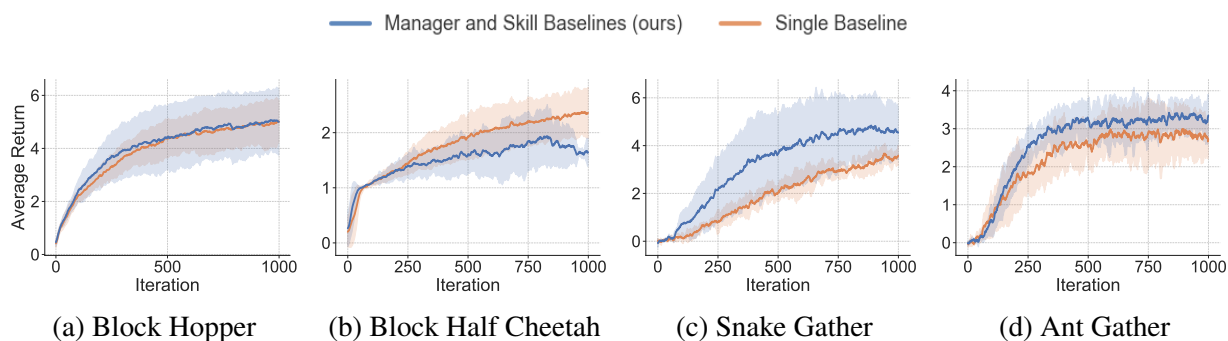 Manager and Skill Baselines (ours) Single Baseline
Average Return
6
4
2
0
0 500 1000
Iteration
2
1
0
0 250 500 750 1000
Iteration
6
4
2
0
0 250 500 750 1000
Iteration
4
3
2
1
0
0 250 500 750 1000
Iteration
(a) Block Hopper
(b) Block Half Cheetah
(c) Snake Gather
(d) Ant Gather